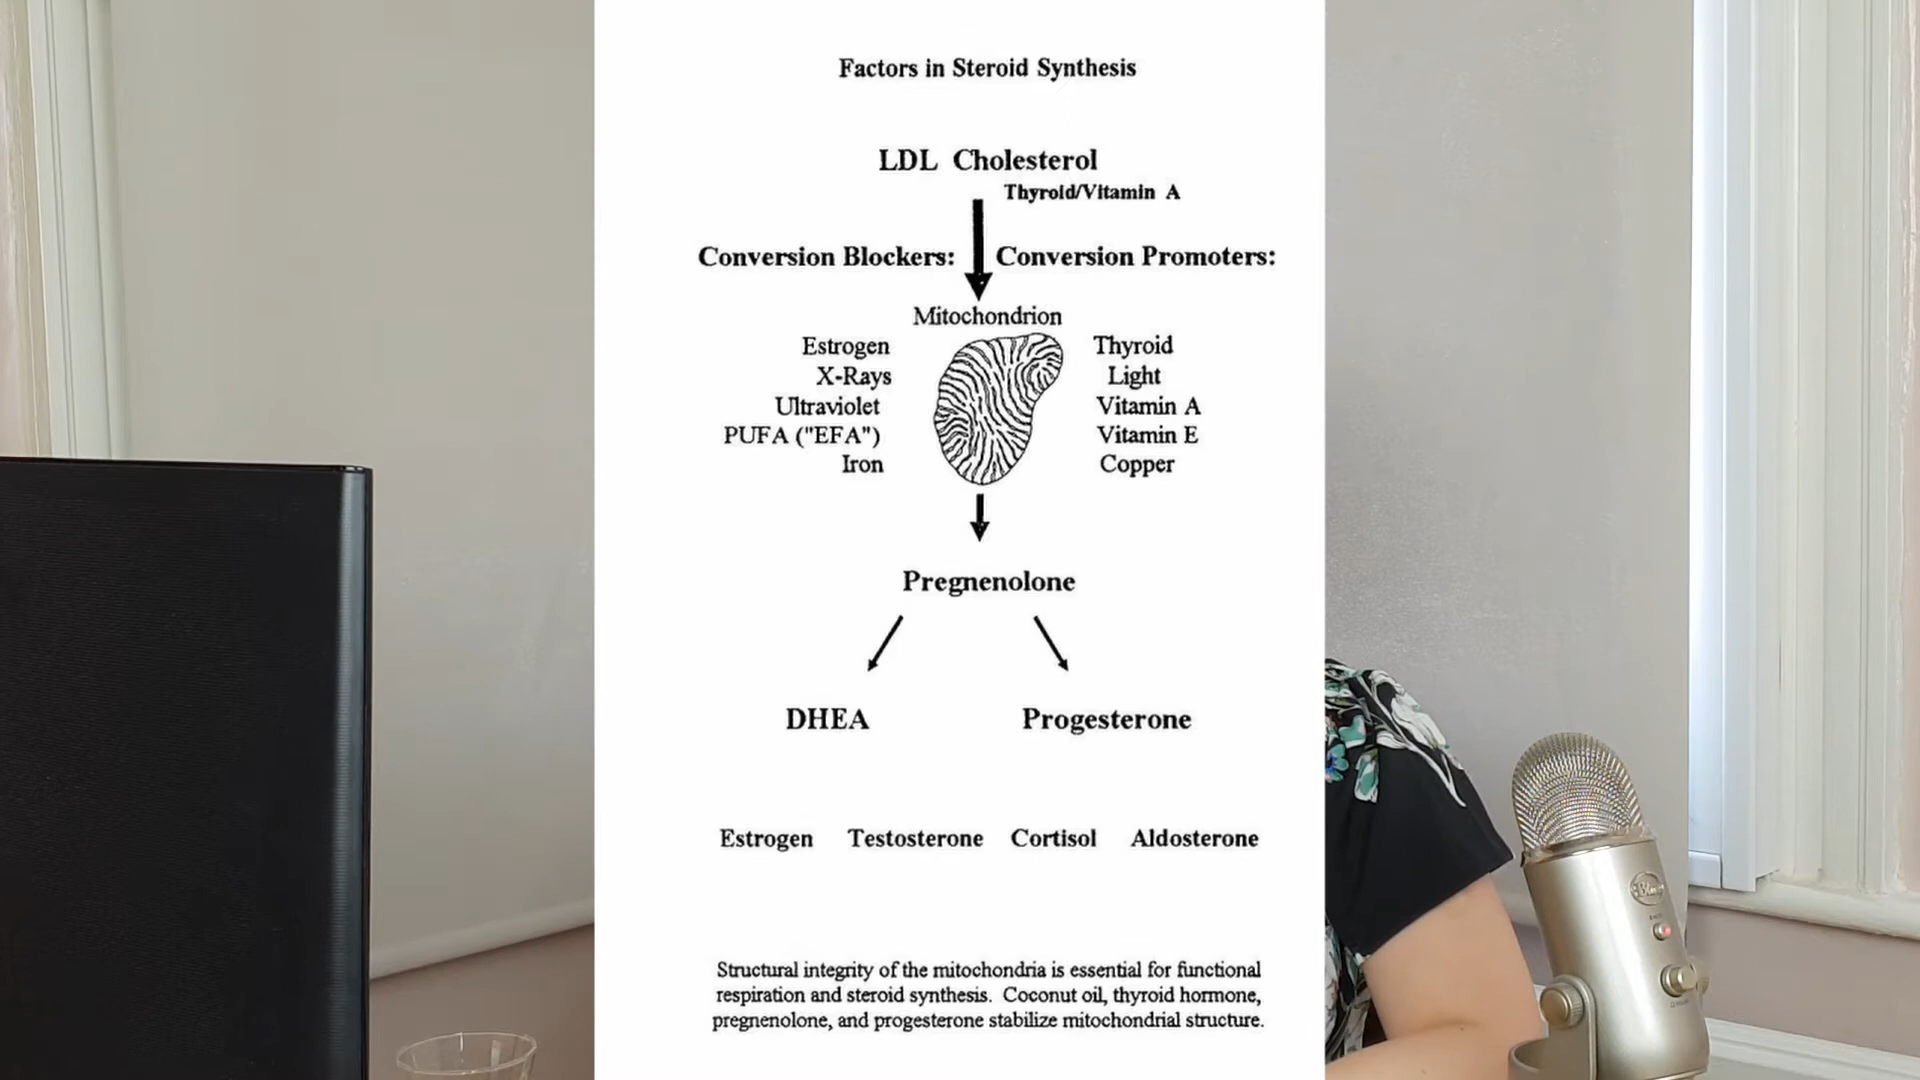 Factors in Steroid Synthesis
LDL Cholesterol
Thyroid/Vitamin A
Conversion Blockers:
Conversion Promoters:
Mitochondrion
Estrogen
X-Rays
Ultraviolet
PUFA ("EFA")
Iron
Thyroid
Light
Vitamin A
Vitamin E
Copper
Pregnenolone
DHEA
Progesterone
Estrogen Testosterone Cortisol Aldosterone
Structural integrity of the mitochondria is essential for functional
respiration and steroid synthesis. Coconut oil, thyroid hormone,
pregnenolone, and progesterone stabilize mitochondrial structure.
Blue